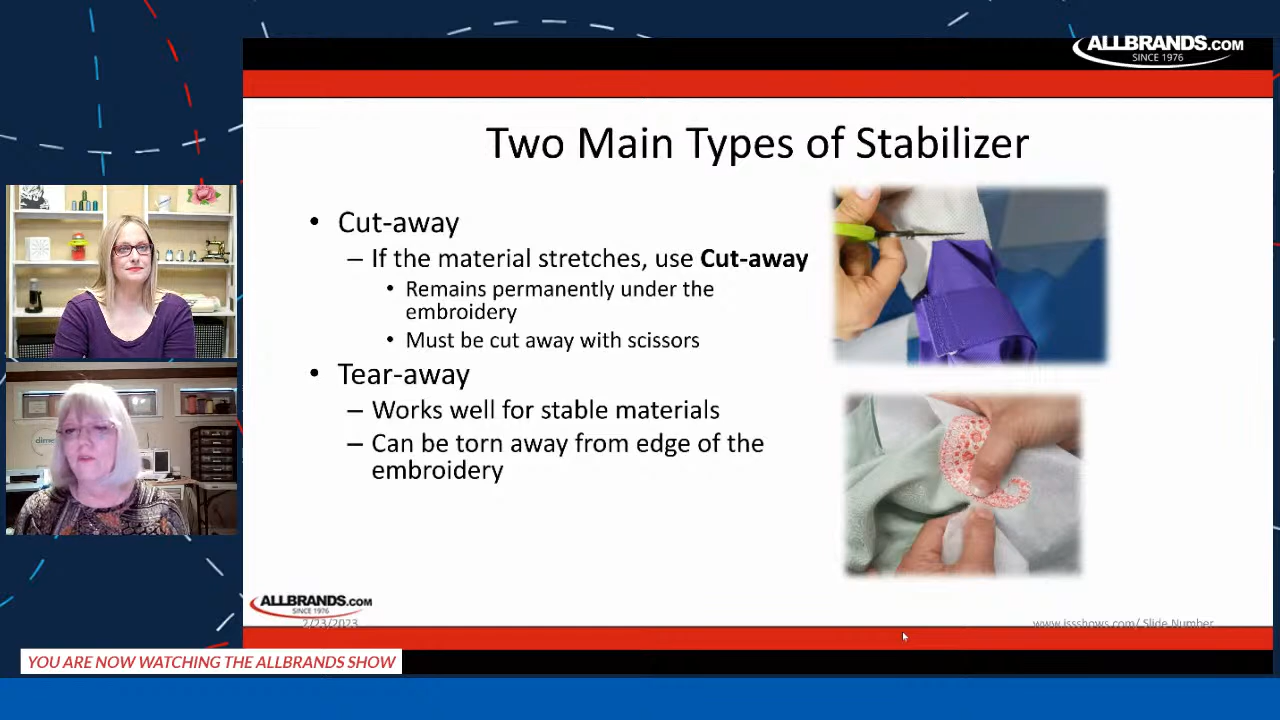 ALLBRANDS.COM
SINCE 1976
Two Main Types of Stabilizer
• Cut-away
– If the material stretches, use Cut-away
• Remains permanently under the
embroidery
• Must be cut away with scissors
• Tear-away
– Works well for stable materials
– Can be torn away from edge of the
embroidery
dime
ALLBRANDS.COM
SINCE 1976
2/23/2023
www.issshows.com/ Slide Number
YOU ARE NOW WATCHING THE ALLBRANDS SHOW